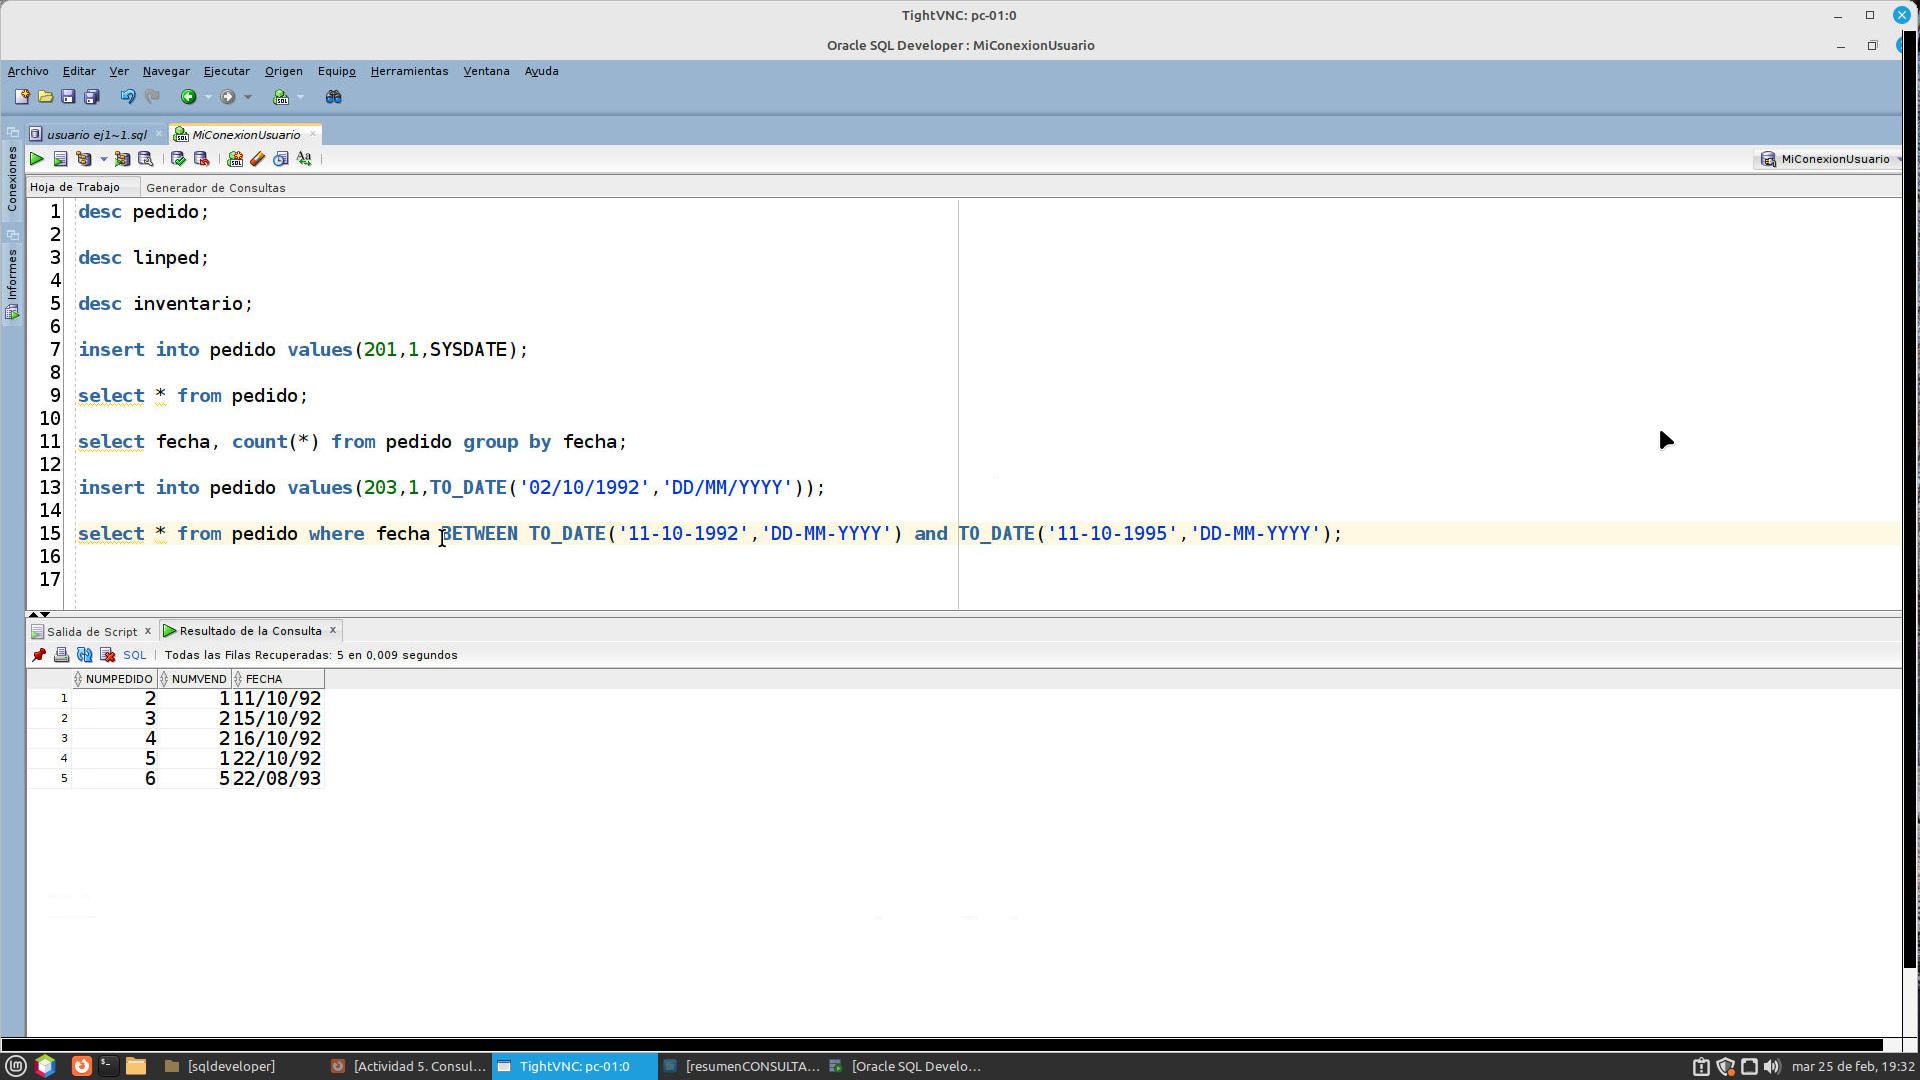 TightVNC: pc-01:0
Oracle SQL Developer : MiConexionUsuario
Archivo Editar Ver Navegar Ejecutar Origen Equipo Herramientas Ventana Ayuda
usuario ej1~1.sql
MiConexionUsuario
MiConexionUsuario
Conexiones
Informes
Hoja de Trabajo Generador de Consultas
1 desc pedido;
2
3 desc linped;
4
5 desc inventario;
6
7 insert into pedido values(201,1,SYSDATE);
8
9 select * from pedido;
10
11 select fecha, count(*) from pedido group by fecha;
12
13 insert into pedido values(203,1,TO_DATE('02/10/1992','DD/MM/YYYY'));
14
15 select * from pedido where fecha BETWEEN TO_DATE('11-10-1992','DD-MM-YYYY') and TO_DATE('11-10-1995','DD-MM-YYYY');
16
17
Salida de Script x Resultado de la Consulta x
SQL | Todas las Filas Recuperadas: 5 en 0,009 segundos
NUMPEDIDO NUMVEND FECHA
1 2 1 11/10/92
2 3 2 15/10/92
3 4 2 16/10/92
4 5 1 22/10/92
5 6 5 22/08/93
[sqldeveloper] [Actividad 5. Consul... TightVNC: pc-01:0 [resumenCONSULTA... [Oracle SQL Develo... mar 25 de feb, 19:32